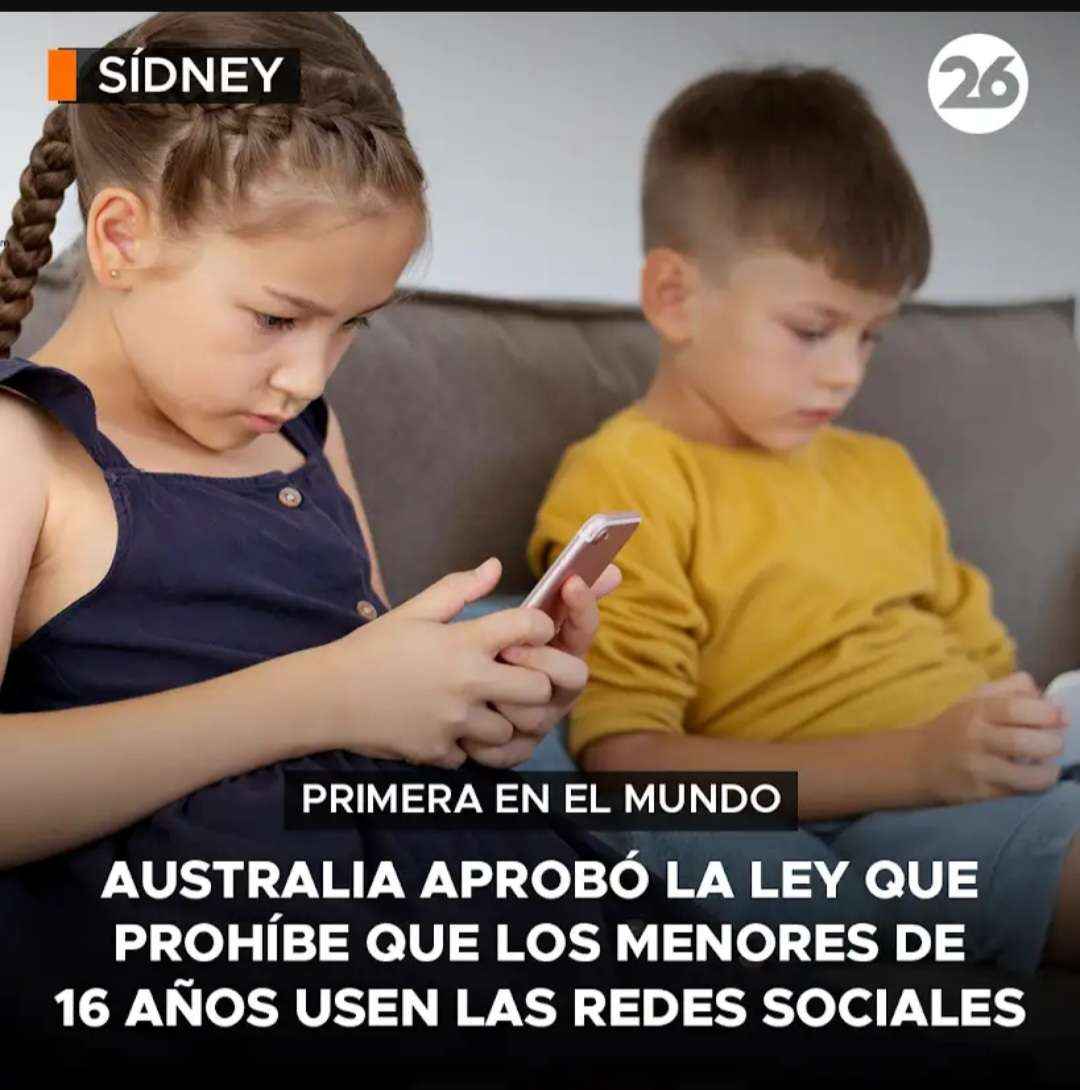 SÍDNEY
26
PRIMERA EN EL MUNDO
AUSTRALIA APROBÓ LA LEY QUE
PROHÍBE QUE LOS MENORES DE
16 AÑOS USEN LAS REDES SOCIALES